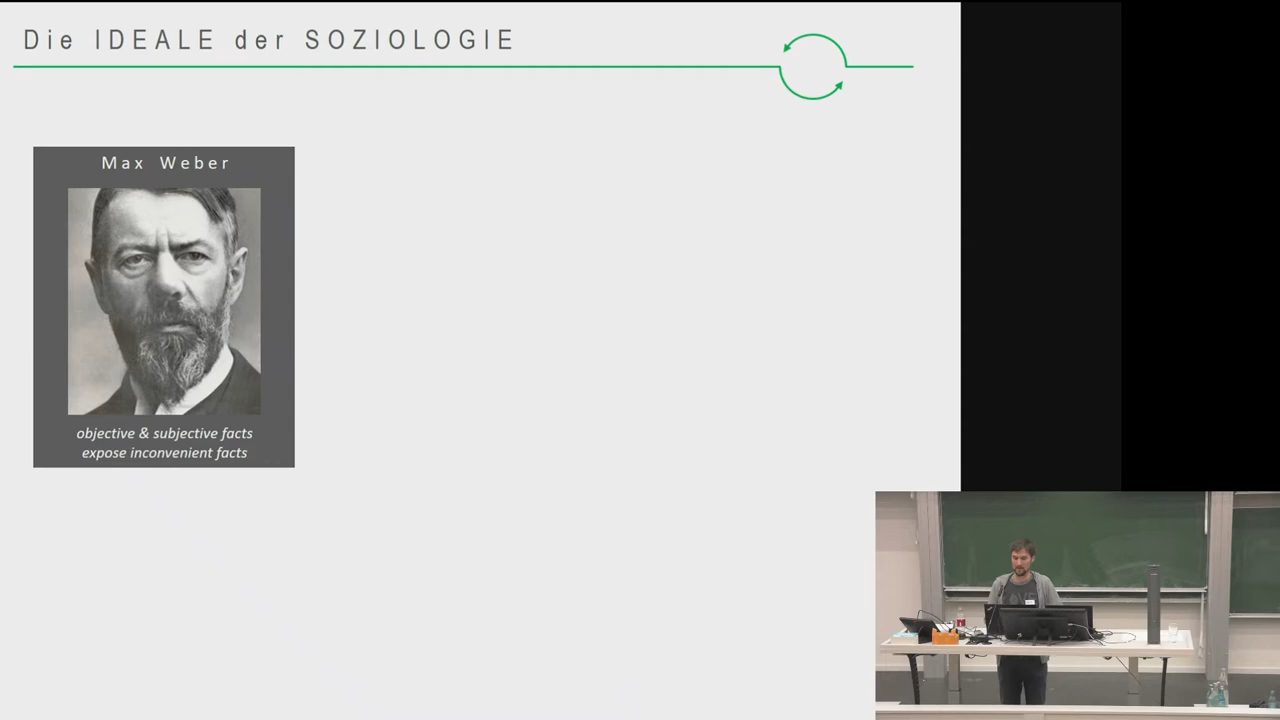 Die IDEALE der SOZIOLOGIE
Max Weber
objective & subjective facts
expose inconvenient facts